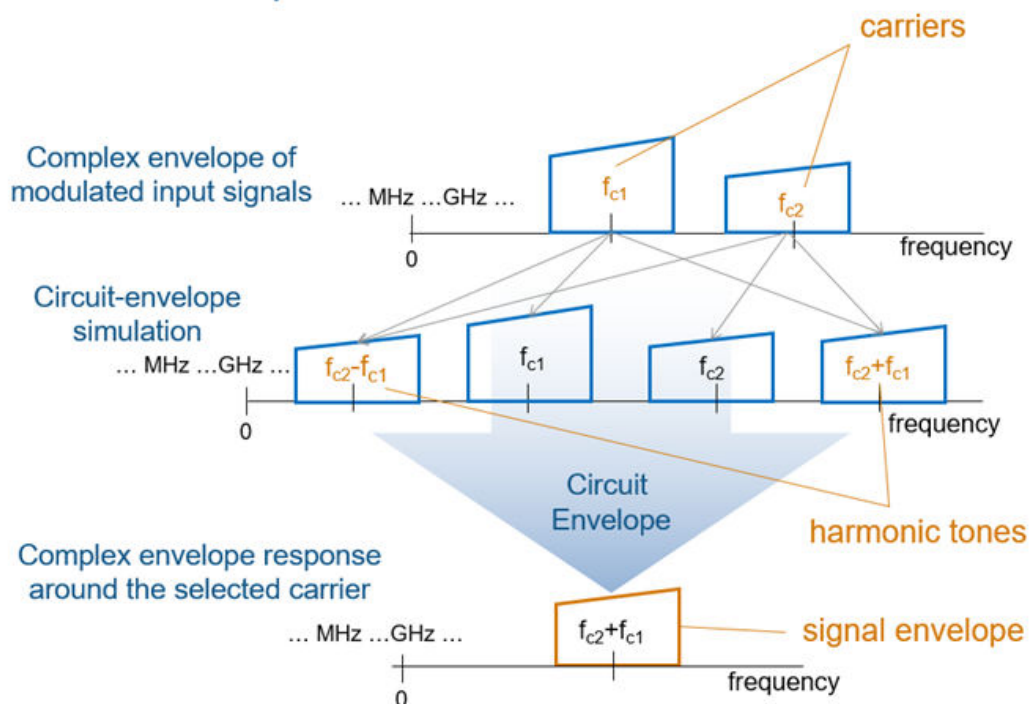 carriers
Complex envelope of
modulated input signals
... MHz ...GHz ...
fc1
fc2
0
frequency
Circuit-envelope
simulation
... MHz ...GHz ...
fc2-fc1
fc1
fc2
fc2+fc1
0
frequency
Circuit
Envelope
harmonic tones
Complex envelope response
around the selected carrier
... MHz ...GHz ...
fc2+fc1
signal envelope
0
frequency